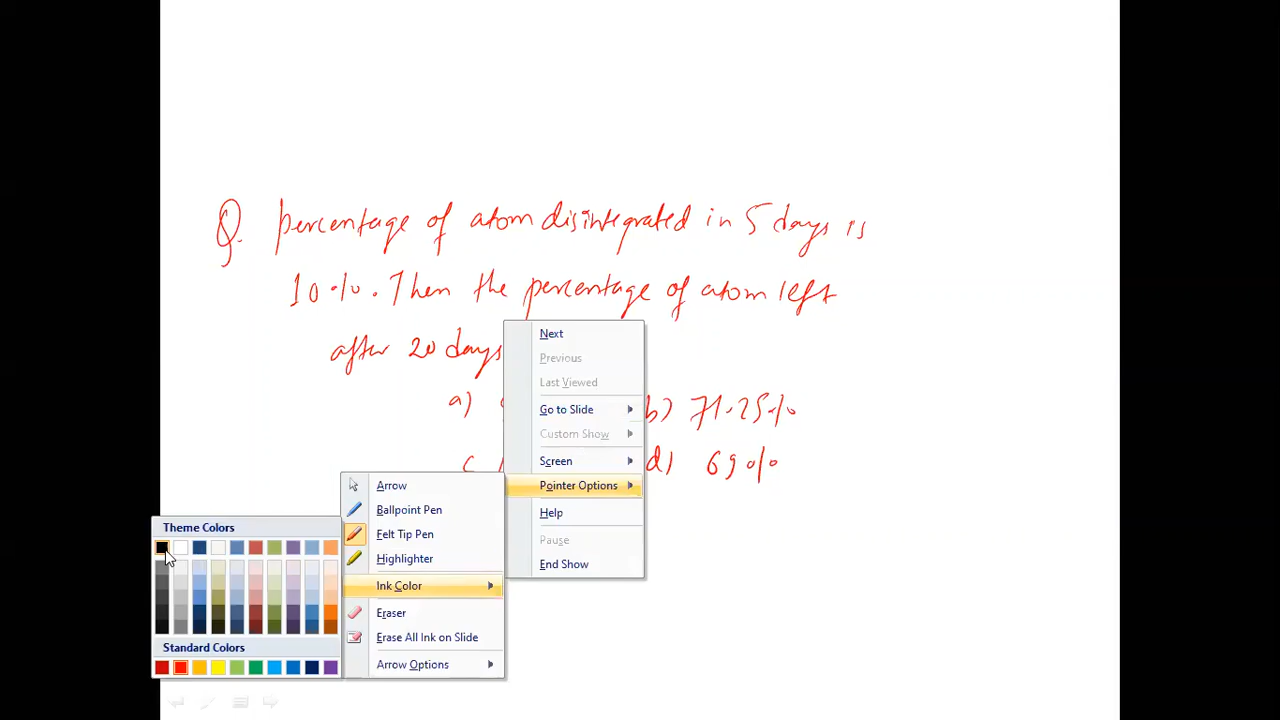 Q. percentage of atom disintegrated in 5 days is
10%. Then the percentage of atom left
after 20 days
a)
b) 71.25%
c
d) 69%
Next
Previous
Last Viewed
Go to Slide
Custom Show
Screen
Pointer Options
Help
Pause
End Show
Arrow
Ballpoint Pen
Felt Tip Pen
Highlighter
Ink Color
Eraser
Erase All Ink on Slide
Arrow Options
Theme Colors
Standard Colors